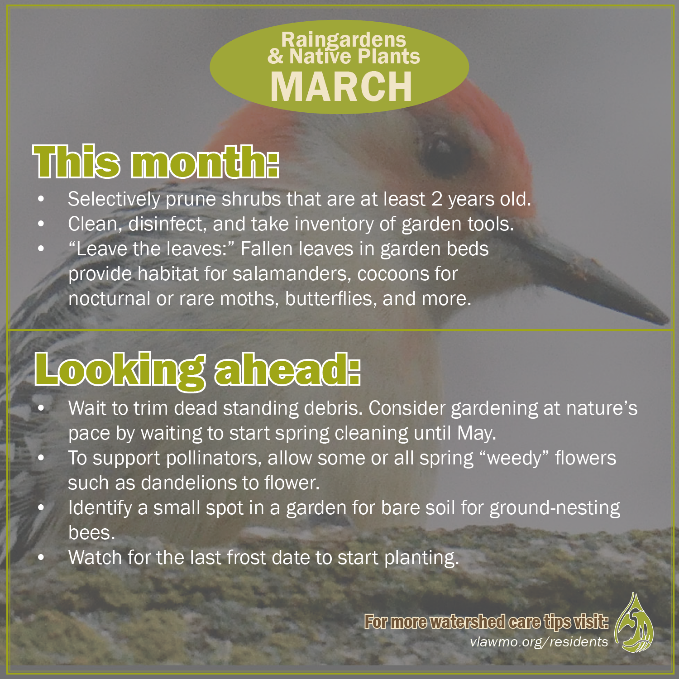 Raingardens
& Native Plants
MARCH
This month:
• Selectively prune shrubs that are at least 2 years old.
• Clean, disinfect, and take inventory of garden tools.
• “Leave the leaves:” Fallen leaves in garden beds
provide habitat for salamanders, cocoons for
nocturnal or rare moths, butterflies, and more.
Looking ahead:
• Wait to trim dead standing debris. Consider gardening at nature’s
pace by waiting to start spring cleaning until May.
• To support pollinators, allow some or all spring “weedy” flowers
such as dandelions to flower.
• Identify a small spot in a garden for bare soil for ground-nesting
bees.
• Watch for the last frost date to start planting.
For more watershed care tips visit:
vlawmo.org/residents